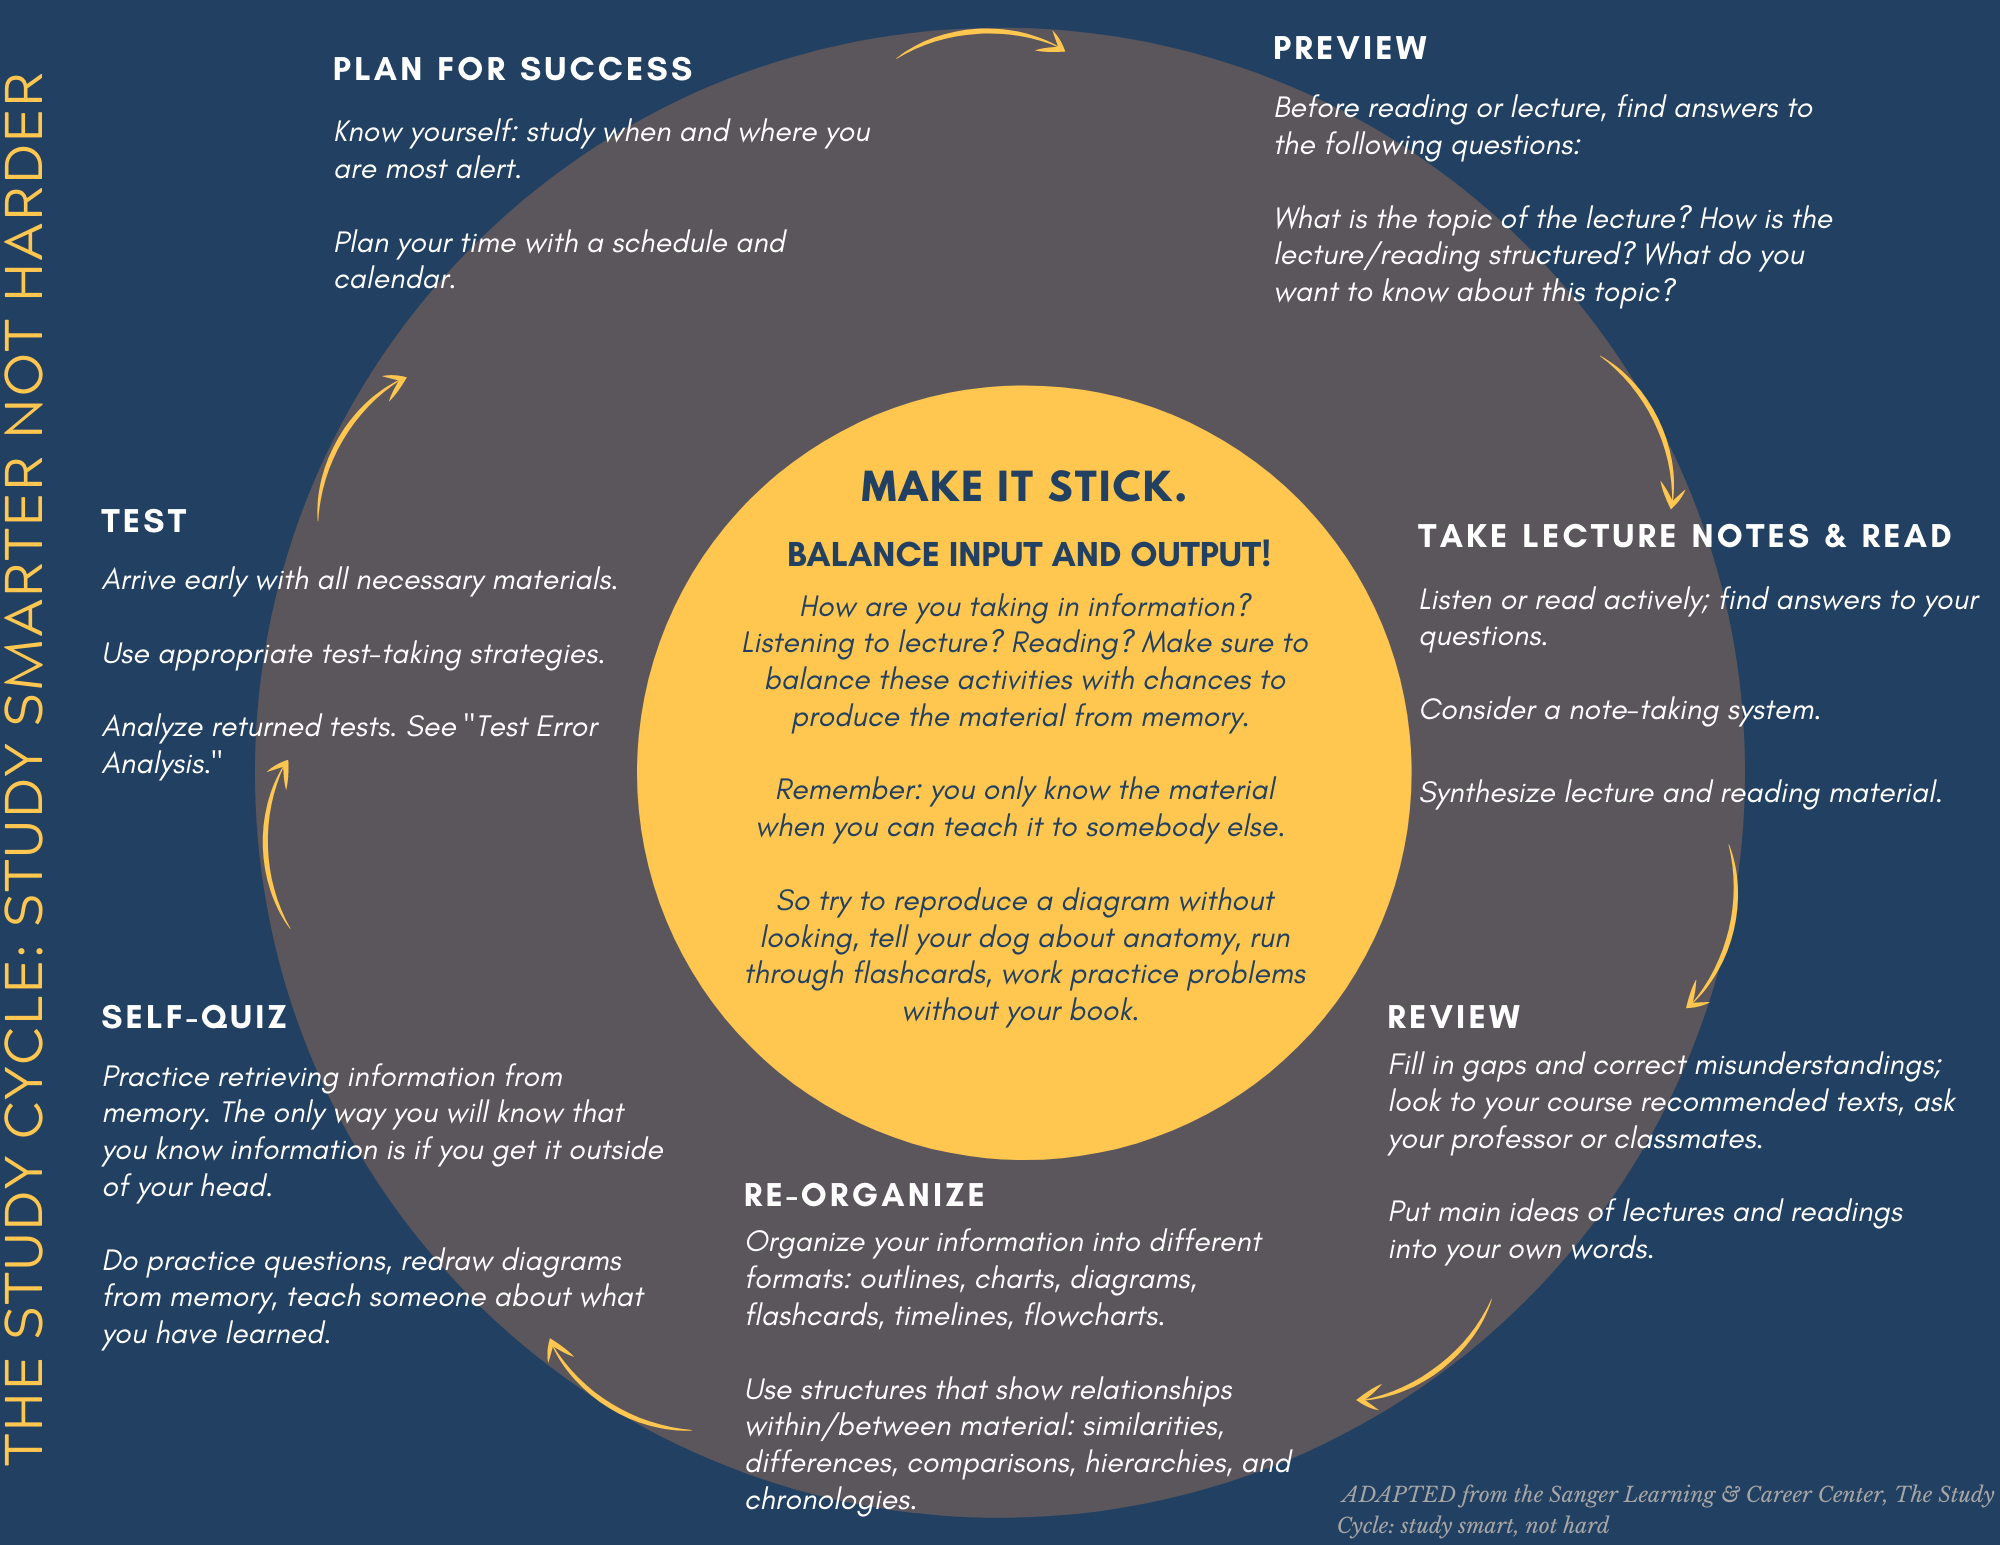 THE STUDY CYCLE: STUDY SMARTER NOT HARDER
PLAN FOR SUCCESS
Know yourself: study when and where you
are most alert.
Plan your time with a schedule and
calendar.
PREVIEW
Before reading or lecture, find answers to
the following questions:
What is the topic of the lecture? How is the
lecture/reading structured? What do you
want to know about this topic?
TAKE LECTURE NOTES & READ
Listen or read actively; find answers to your
questions.
Consider a note-taking system.
Synthesize lecture and reading material.
REVIEW
Fill in gaps and correct misunderstandings;
look to your course recommended texts, ask
your professor or classmates.
Put main ideas of lectures and readings
into your own words.
RE-ORGANIZE
Organize your information into different
formats: outlines, charts, diagrams,
flashcards, timelines, flowcharts.
Use structures that show relationships
within/between material: similarities,
differences, comparisons, hierarchies, and
chronologies.
SELF-QUIZ
Practice retrieving information from
memory. The only way you will know that
you know information is if you get it outside
of your head.
Do practice questions, redraw diagrams
from memory, teach someone about what
you have learned.
TEST
Arrive early with all necessary materials.
Use appropriate test-taking strategies.
Analyze returned tests. See "Test Error
Analysis."
MAKE IT STICK.
BALANCE INPUT AND OUTPUT!
How are you taking in information?
Listening to lecture? Reading? Make sure to
balance these activities with chances to
produce the material from memory.
Remember: you only know the material
when you can teach it to somebody else.
So try to reproduce a diagram without
looking, tell your dog about anatomy, run
through flashcards, work practice problems
without your book.
ADAPTED from the Sanger Learning & Career Center, The Study
Cycle: study smart, not hard